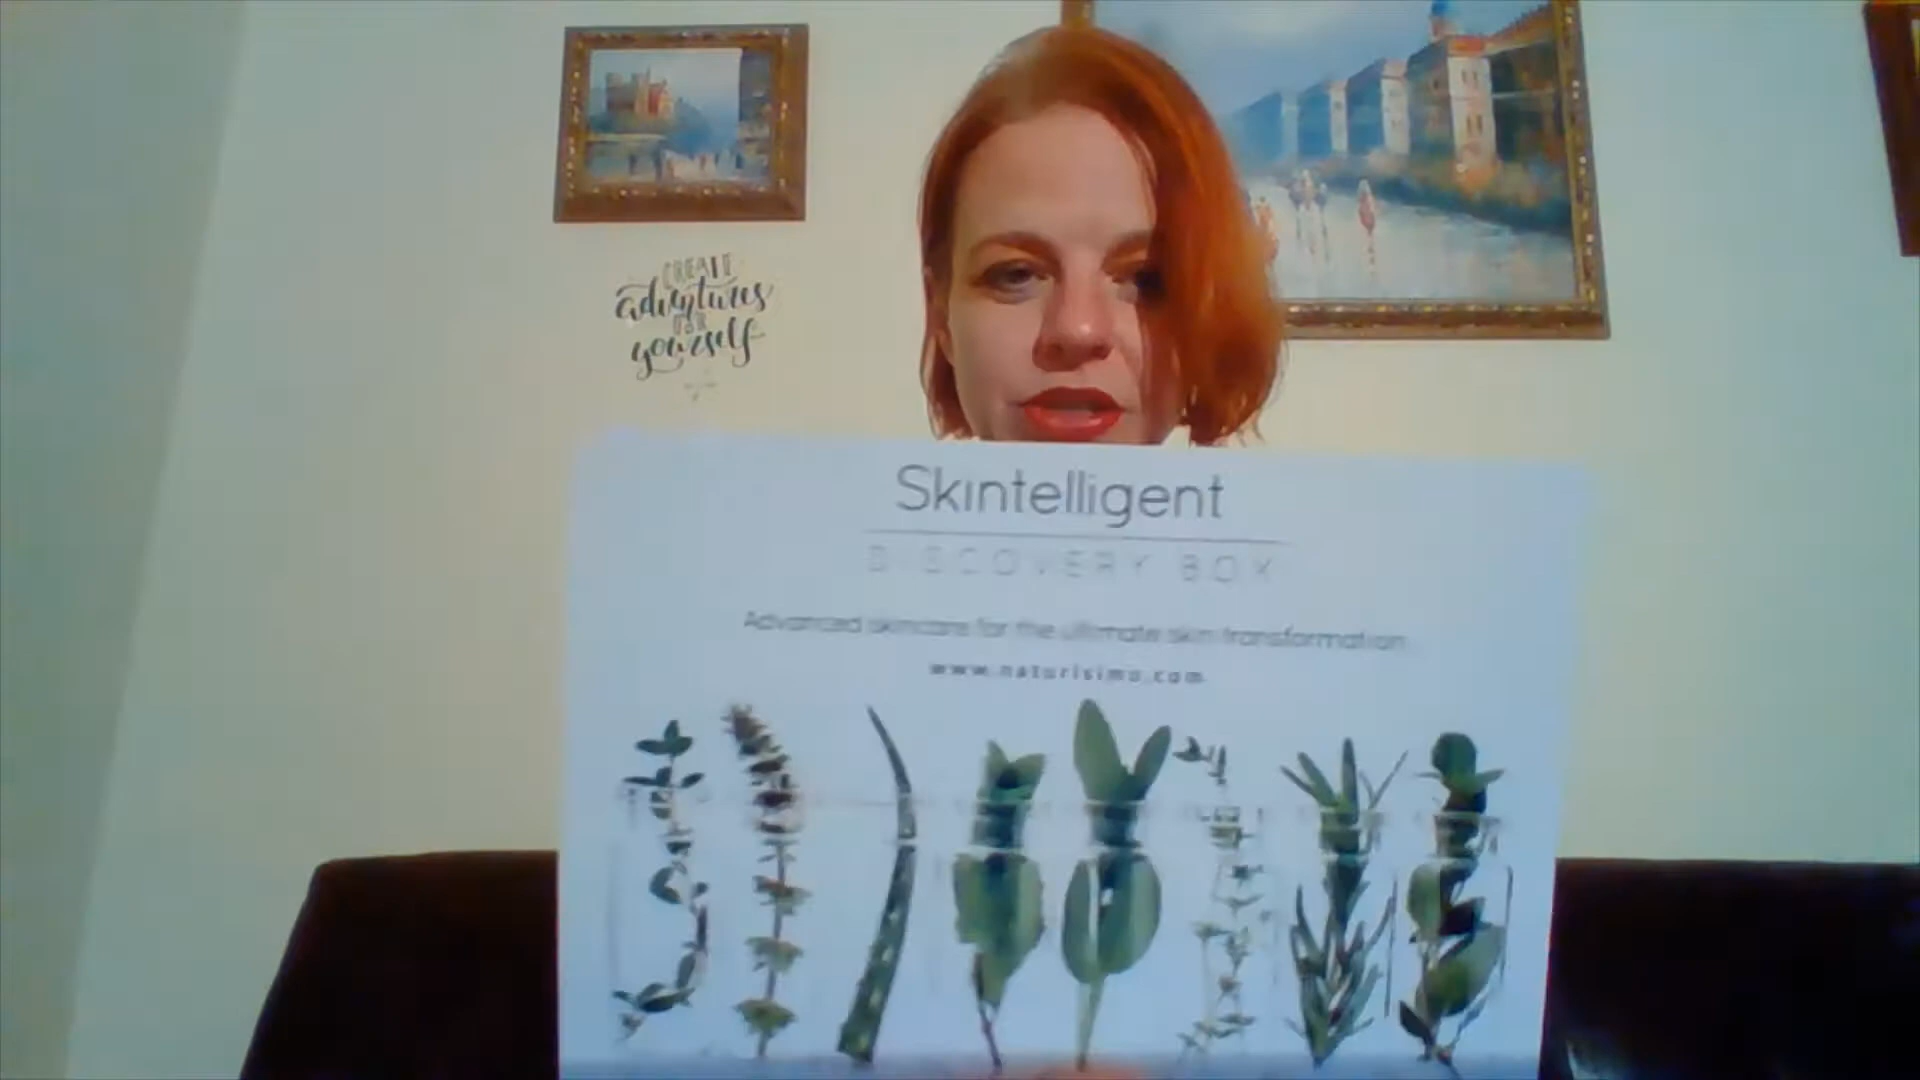 CREATE
adventures
FOR
yourself
Skintelligent
DISCOVERY BOX
Advanced skincare for the ultimate skin transformation
www.naturisimo.com